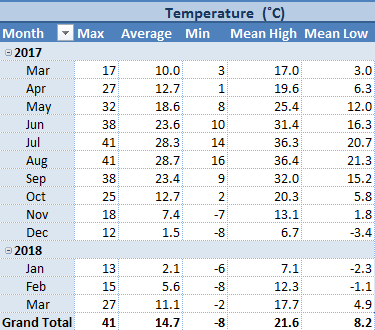 Temperature (˚C)
Month Max Average Min Mean High Mean Low
2017
Mar 17 10.0 3 17.0 3.0
Apr 27 12.7 1 19.6 6.3
May 32 18.6 8 25.4 12.0
Jun 38 23.6 10 31.4 16.3
Jul 41 28.3 14 36.3 20.7
Aug 41 28.7 16 36.4 21.3
Sep 38 23.4 9 32.0 15.2
Oct 25 12.7 2 20.3 5.8
Nov 18 7.4 -7 13.1 1.8
Dec 12 1.5 -8 6.7 -3.4
2018
Jan 13 2.1 -6 7.1 -2.3
Feb 15 5.6 -8 12.3 -1.1
Mar 27 11.1 -2 17.7 4.9
Grand Total 41 14.7 -8 21.6 8.2